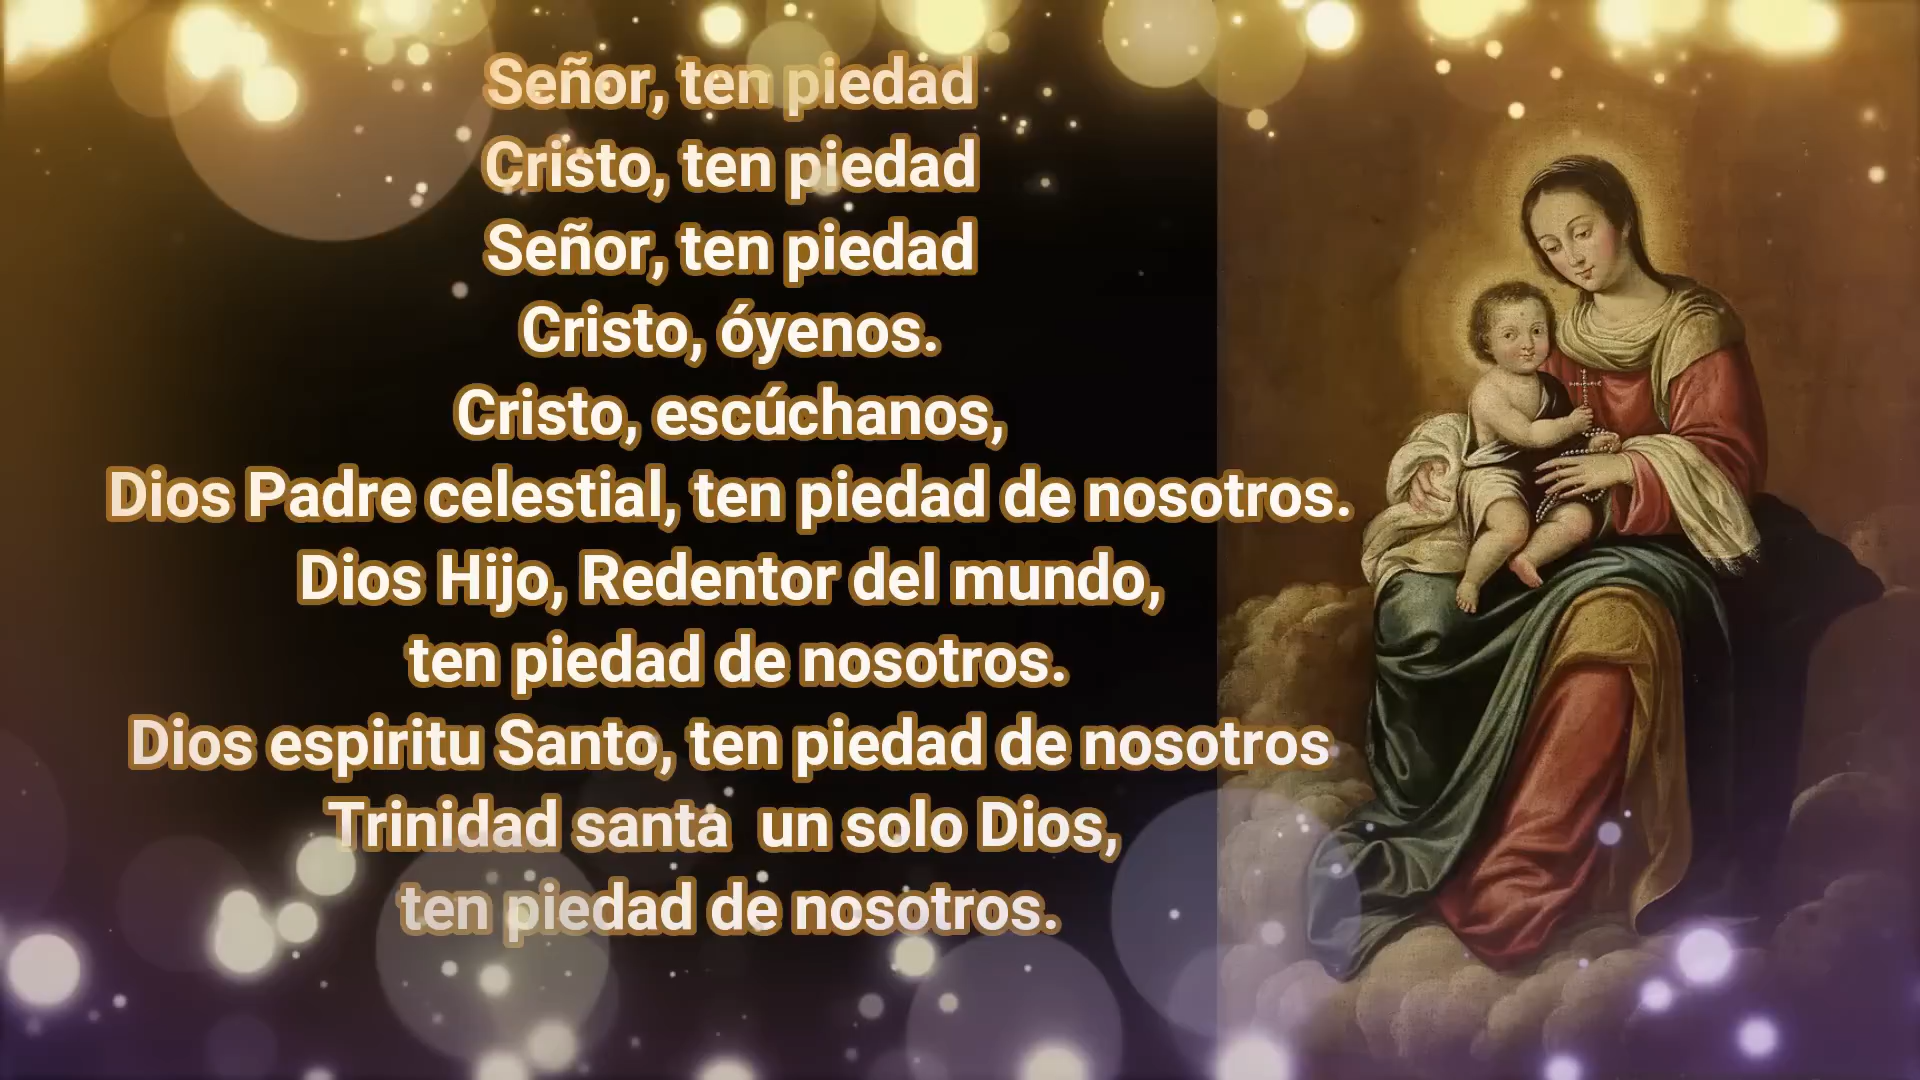 Señor, ten piedad
Cristo, ten piedad
Señor, ten piedad
Cristo, óyenos.
Cristo, escúchanos,
Dios Padre celestial, ten piedad de nosotros.
Dios Hijo, Redentor del mundo,
ten piedad de nosotros.
Dios espiritu Santo, ten piedad de nosotros
Trinidad santa  un solo Dios,
ten piedad de nosotros.